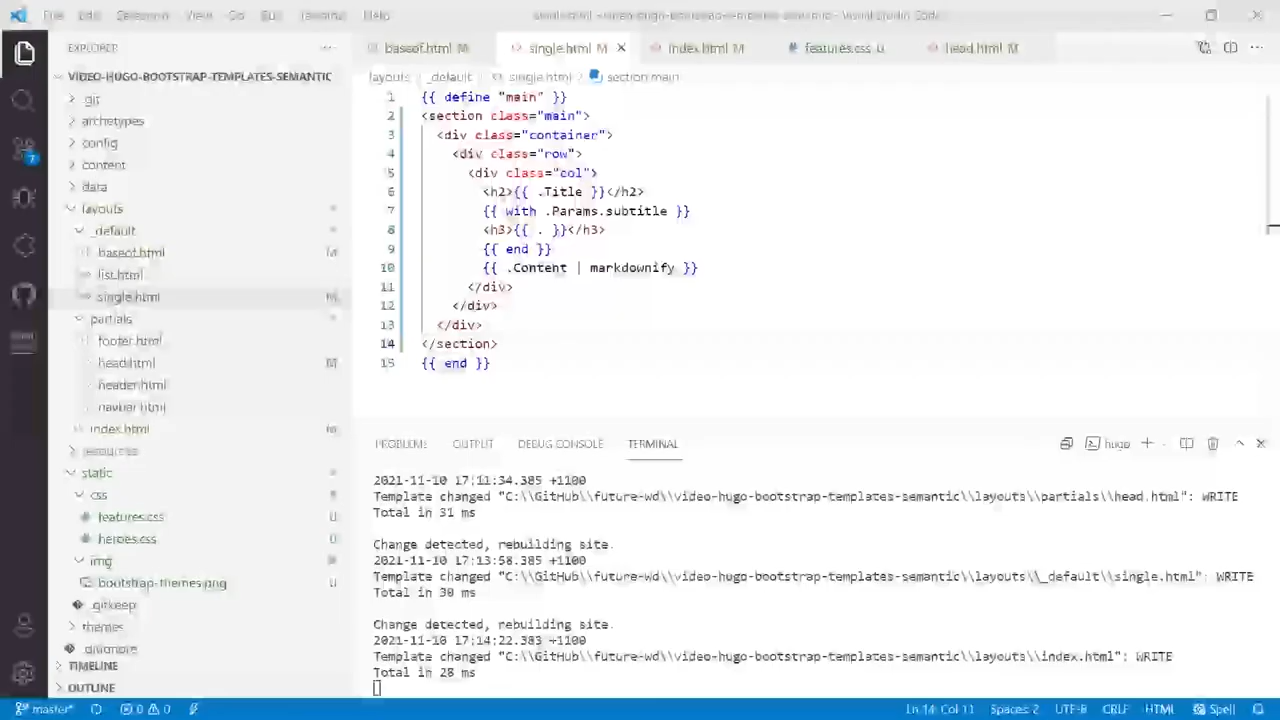 File Edit Selection View Go Run Terminal Help
EXPLORER
VIDEO-HUGO-BOOTSTRAP-TEMPLATES-SEMANTIC
.git
archetypes
config
content
data
layouts
_default
baseof.html M
list.html
single.html M
partials
footer.html
head.html M
header.html
navbar.html
index.html M
resources
static
css
features.css U
heroes.css U
img
bootstrap-themes.png U
.gitkeep
themes
TIMELINE
OUTLINE
7
baseof.html M
single.html M
index.html M
features.css U
head.html M
layouts _default single.html section.main
1 {{ define "main" }}
2 <section class="main">
3 <div class="container">
4 <div class="row">
5 <div class="col">
6 <h2>{{ .Title }}</h2>
7 {{ with .Params.subtitle }}
8 <h3>{{ . }}</h3>
9 {{ end }}
10 {{ .Content | markdownify }}
11 </div>
12 </div>
13 </div>
14 </section>
15 {{ end }}
PROBLEMS OUTPUT DEBUG CONSOLE TERMINAL hugo
2021-11-10 17:11:34.385 +1100
Template changed "C:\\GitHub\\future-wd\\video-hugo-bootstrap-templates-semantic\\layouts\\partials\\head.html": WRITE
Total in 31 ms
Change detected, rebuilding site.
2021-11-10 17:13:58.385 +1100
Template changed "C:\\GitHub\\future-wd\\video-hugo-bootstrap-templates-semantic\\layouts\\_default\\single.html": WRITE
Total in 30 ms
Change detected, rebuilding site.
2021-11-10 17:14:22.383 +1100
Template changed "C:\\GitHub\\future-wd\\video-hugo-bootstrap-templates-semantic\\layouts\\index.html": WRITE
Total in 28 ms
master* 0 0 Ln 14, Col 11 Spaces: 2 UTF-8 CRLF HTML Spell